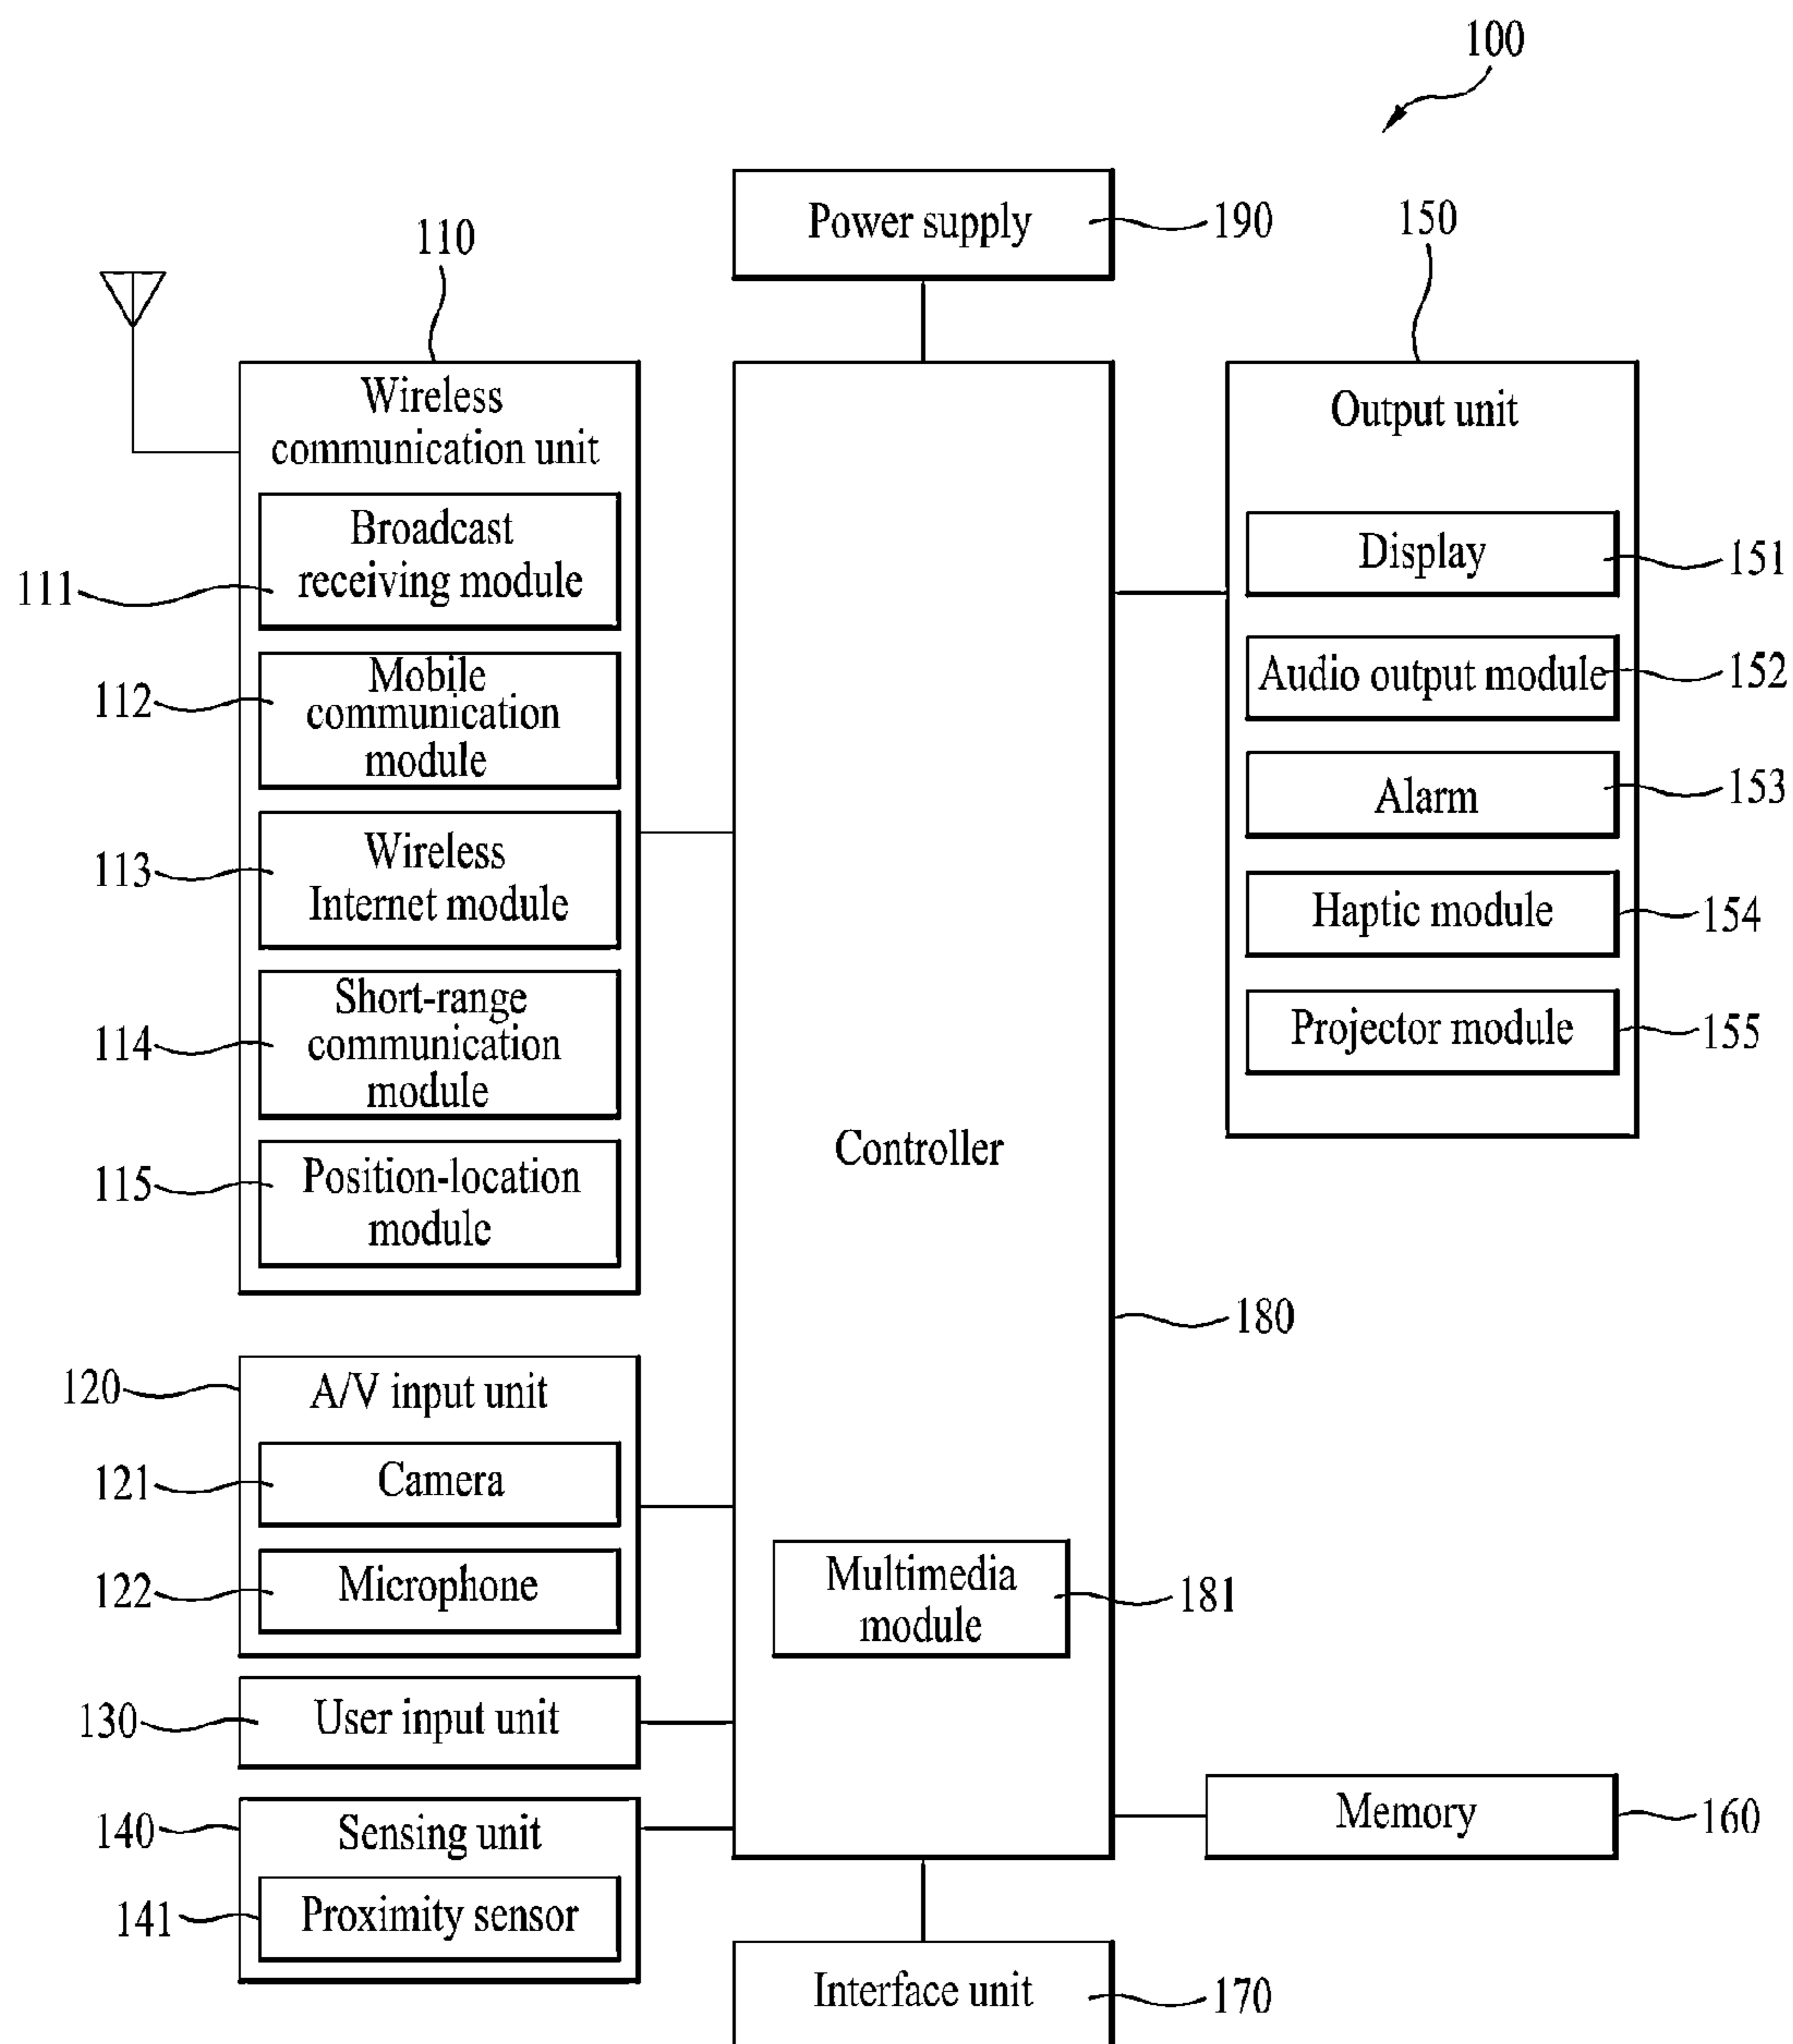 100
Power supply
190
110
150
Wireless
communication unit
Broadcast
receiving module
111
Mobile
communication
module
112
Wireless
Internet module
113
Short-range
communication
module
114
Position-location
module
115
Output unit
Display
151
Audio output module
152
Alarm
153
Haptic module
154
Projector module
155
Controller
180
Multimedia
module
181
120
A/V input unit
121
Camera
122
Microphone
130
User input unit
140
Sensing unit
141
Proximity sensor
Memory
160
Interface unit
170